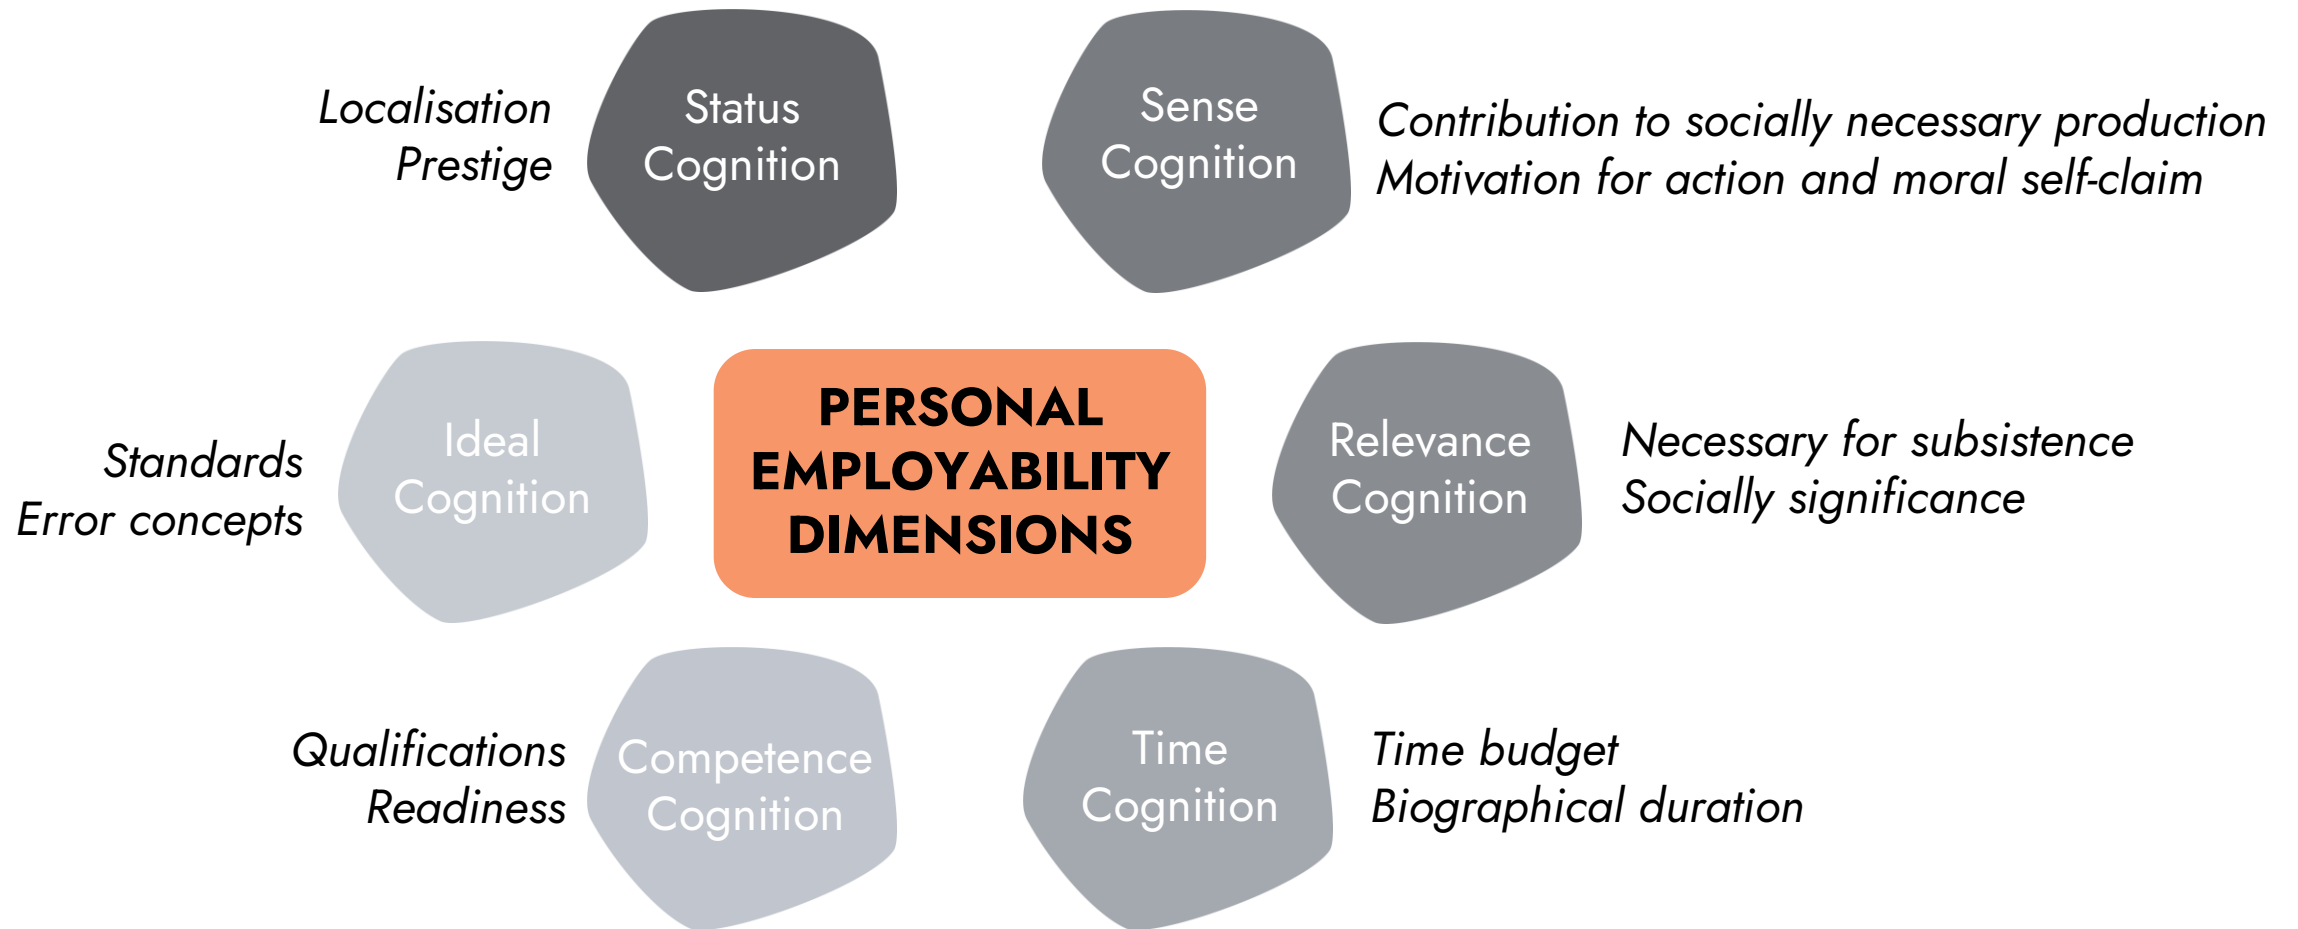 Localisation
Prestige
Status
Cognition
Sense
Cognition
Contribution to socially necessary production
Motivation for action and moral self-claim
Standards
Error concepts
Ideal
Cognition
PERSONAL
EMPLOYABILITY
DIMENSIONS
Relevance
Cognition
Necessary for subsistence
Socially significance
Qualifications
Readiness
Competence
Cognition
Time
Cognition
Time budget
Biographical duration